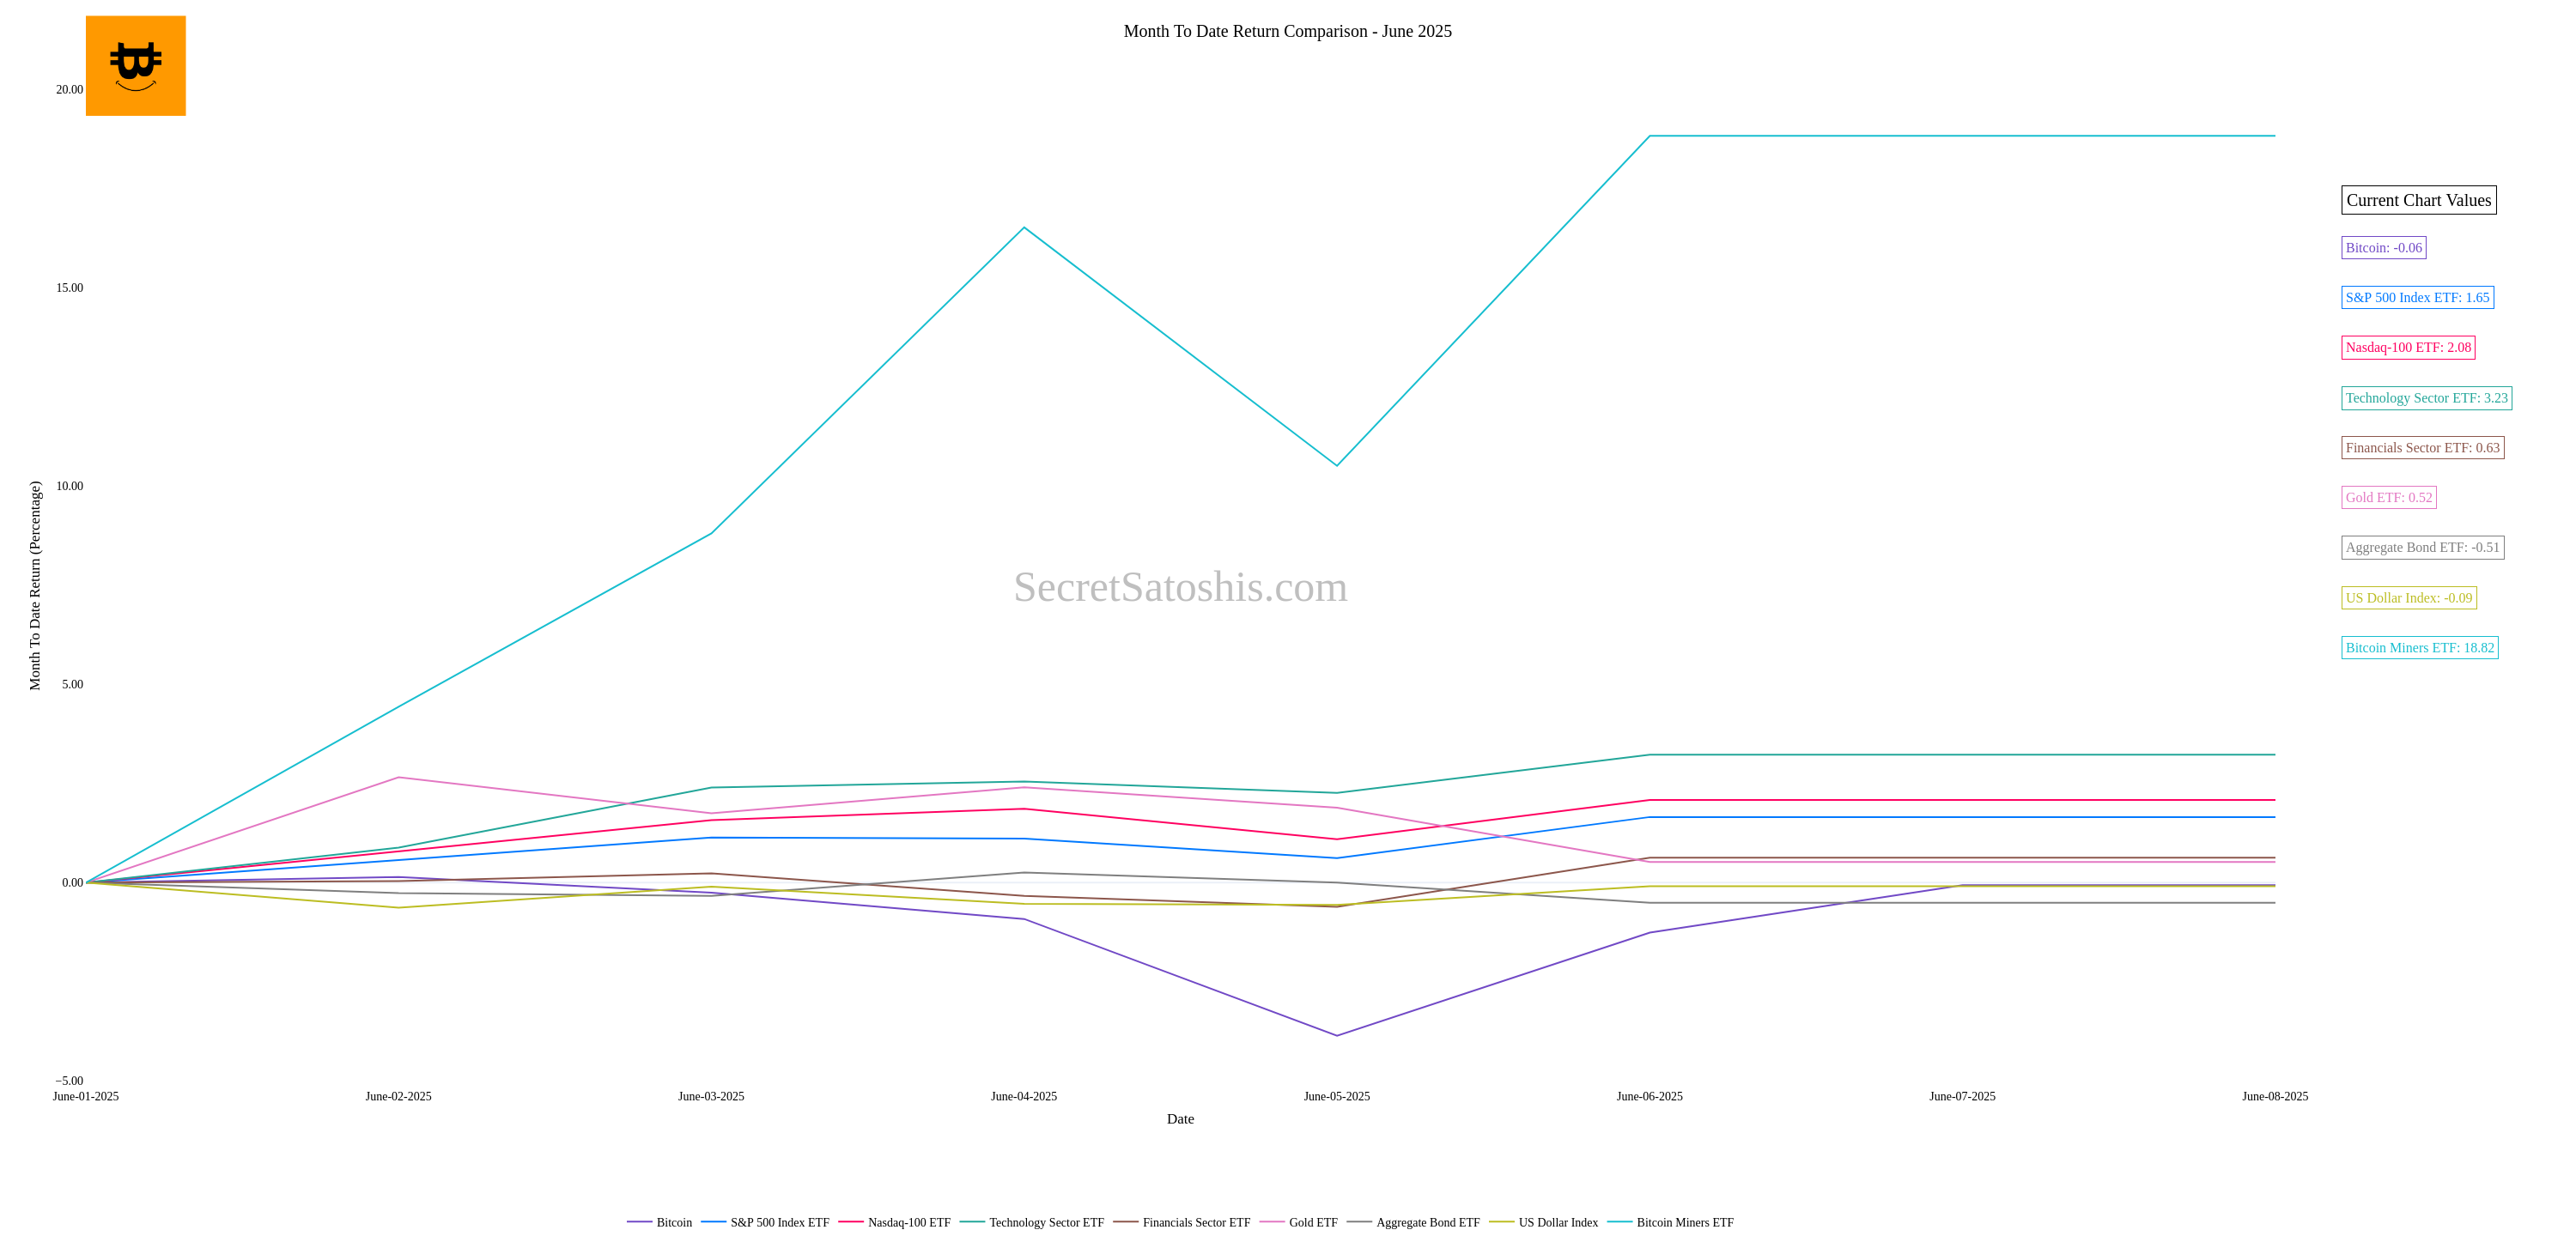 Month To Date Return Comparison - June 2025
20.00
15.00
10.00
5.00
0.00
−5.00
Month To Date Return (Percentage)
SecretSatoshis.com
Current Chart Values
Bitcoin: -0.06
S&P 500 Index ETF: 1.65
Nasdaq-100 ETF: 2.08
Technology Sector ETF: 3.23
Financials Sector ETF: 0.63
Gold ETF: 0.52
Aggregate Bond ETF: -0.51
US Dollar Index: -0.09
Bitcoin Miners ETF: 18.82
June-01-2025 June-02-2025 June-03-2025 June-04-2025 June-05-2025 June-06-2025 June-07-2025 June-08-2025
Date
Bitcoin S&P 500 Index ETF Nasdaq-100 ETF Technology Sector ETF Financials Sector ETF Gold ETF Aggregate Bond ETF US Dollar Index Bitcoin Miners ETF